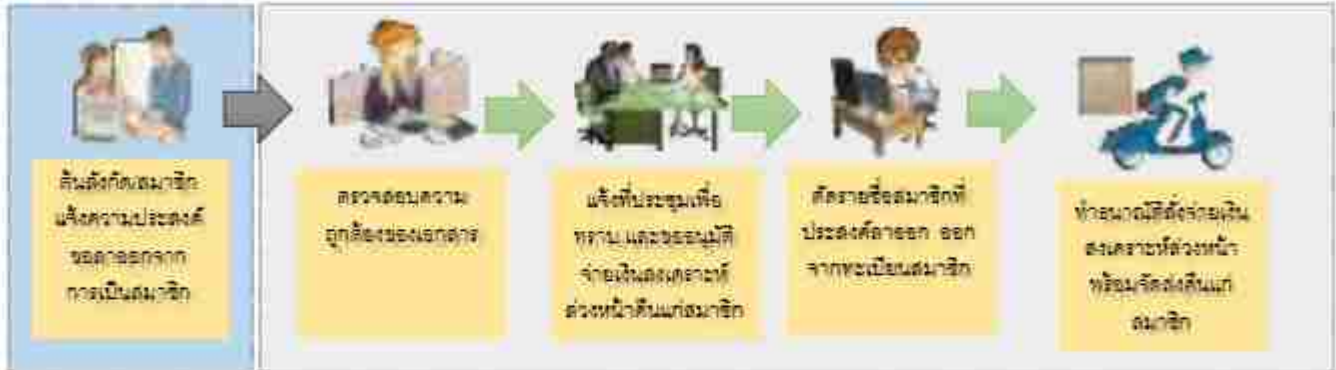 ต้นสังกัด/สมาชิก
แจ้งความประสงค์
ขอลาออกจาก
การเป็นสมาชิก
ตรวจสอบความ
ถูกต้องของเอกสาร
แจ้งที่ประชุมเพื่อ
ทราบ และขออนุมัติ
จ่ายเงินสงเคราะห์
ล่วงหน้าคืนแก่สมาชิก
คัดรายชื่อสมาชิกที่
ประสงค์ลาออก ออก
จากทะเบียนสมาชิก
ทำธนาณัติสั่งจ่ายเงิน
สงเคราะห์ล่วงหน้า
พร้อมจัดส่งคืนแก่
สมาชิก